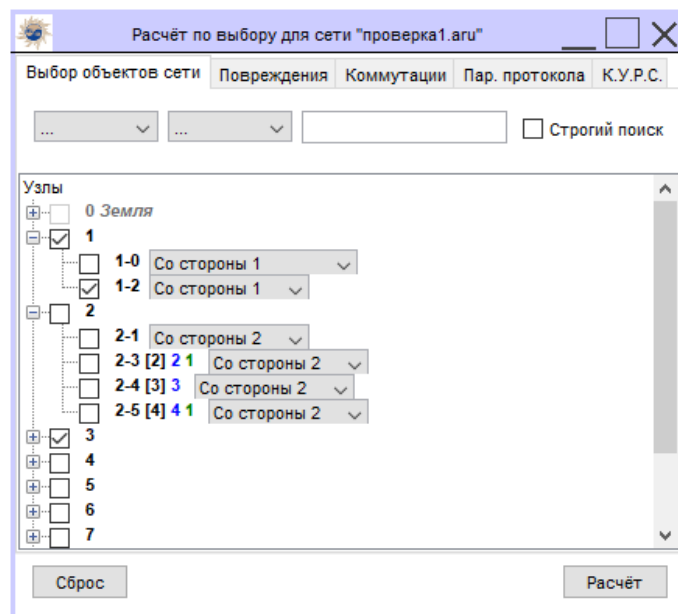 Расчёт по выбору для сети "проверка1.aru"
Выбор объектов сети Повреждения Коммутации Пар. протокола К.У.Р.С.
... ... Строгий поиск
Узлы
0 Земля
1
1-0 Со стороны 1
1-2 Со стороны 1
2
2-1 Со стороны 2
2-3 [2] 2 1 Со стороны 2
2-4 [3] 3 Со стороны 2
2-5 [4] 4 1 Со стороны 2
3
4
5
6
7
Сброс Расчёт